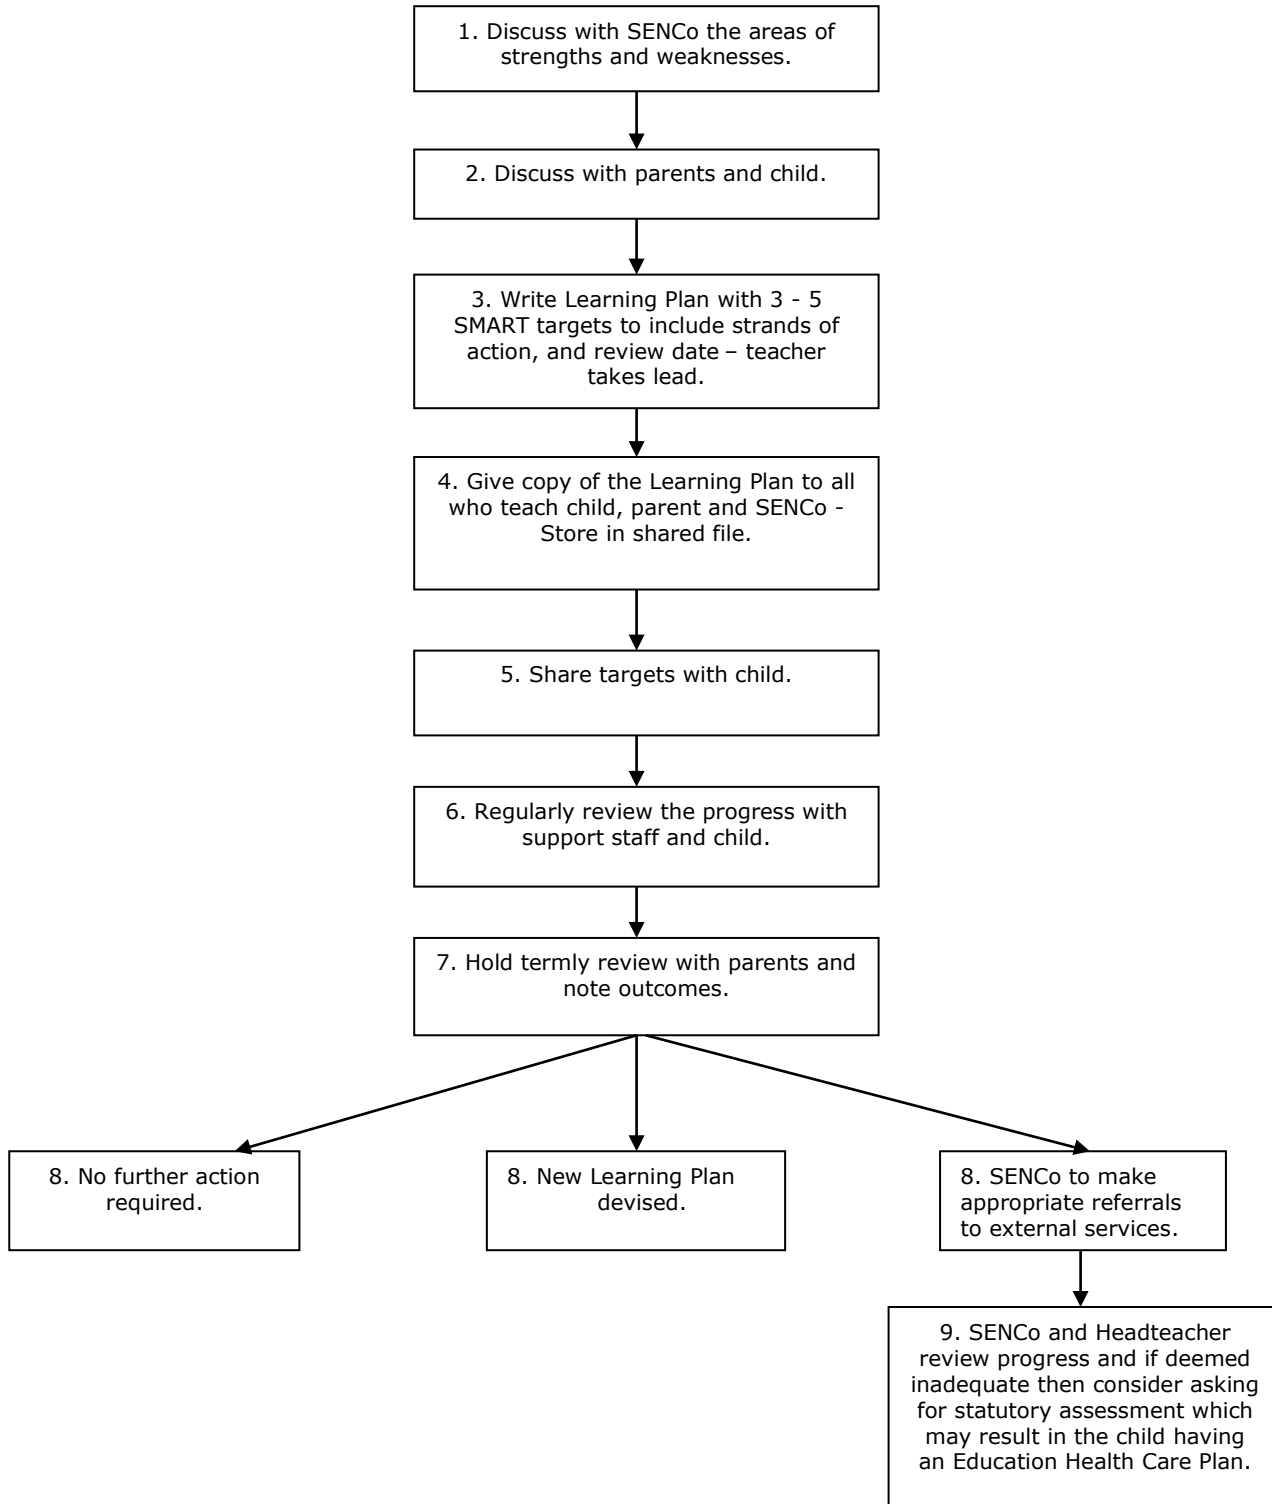 1. Discuss with SENCo the areas of
strengths and weaknesses.
2. Discuss with parents and child.
3. Write Learning Plan with 3 - 5
SMART targets to include strands of
action, and review date – teacher
takes lead.
4. Give copy of the Learning Plan to all
who teach child, parent and SENCo -
Store in shared file.
5. Share targets with child.
6. Regularly review the progress with
support staff and child.
7. Hold termly review with parents and
note outcomes.
8. No further action
required.
8. New Learning Plan
devised.
8. SENCo to make
appropriate referrals
to external services.
9. SENCo and Headteacher
review progress and if deemed
inadequate then consider asking
for statutory assessment which
may result in the child having
an Education Health Care Plan.